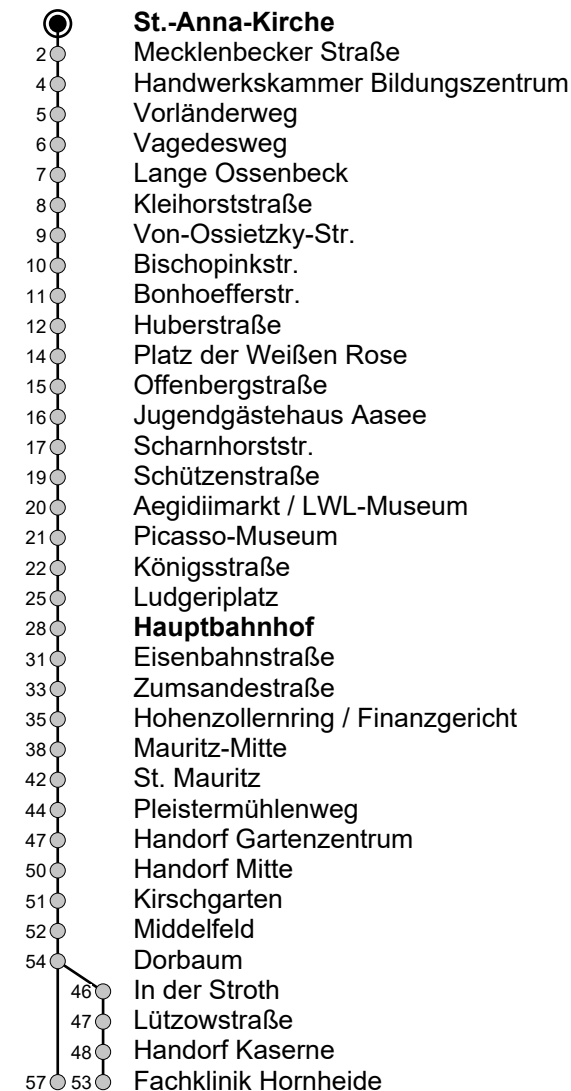 St.-Anna-Kirche
2 Mecklenbecker Straße
4 Handwerkskammer Bildungszentrum
5 Vorländerweg
6 Vagedesweg
7 Lange Ossenbeck
8 Kleihorststraße
9 Von-Ossietzky-Str.
10 Bischopinkstr.
11 Bonhoefferstr.
12 Huberstraße
14 Platz der Weißen Rose
15 Offenbergstraße
16 Jugendgästehaus Aasee
17 Scharnhorststr.
19 Schützenstraße
20 Aegidiimarkt / LWL-Museum
21 Picasso-Museum
22 Königsstraße
25 Ludgeriplatz
28 Hauptbahnhof
31 Eisenbahnstraße
33 Zumsandestraße
35 Hohenzollernring / Finanzgericht
38 Mauritz-Mitte
42 St. Mauritz
44 Pleistermühlenweg
47 Handorf Gartenzentrum
50 Handorf Mitte
51 Kirschgarten
52 Middelfeld
54 Dorbaum
46 In der Stroth
47 Lützowstraße
48 Handorf Kaserne
57 53 Fachklinik Hornheide